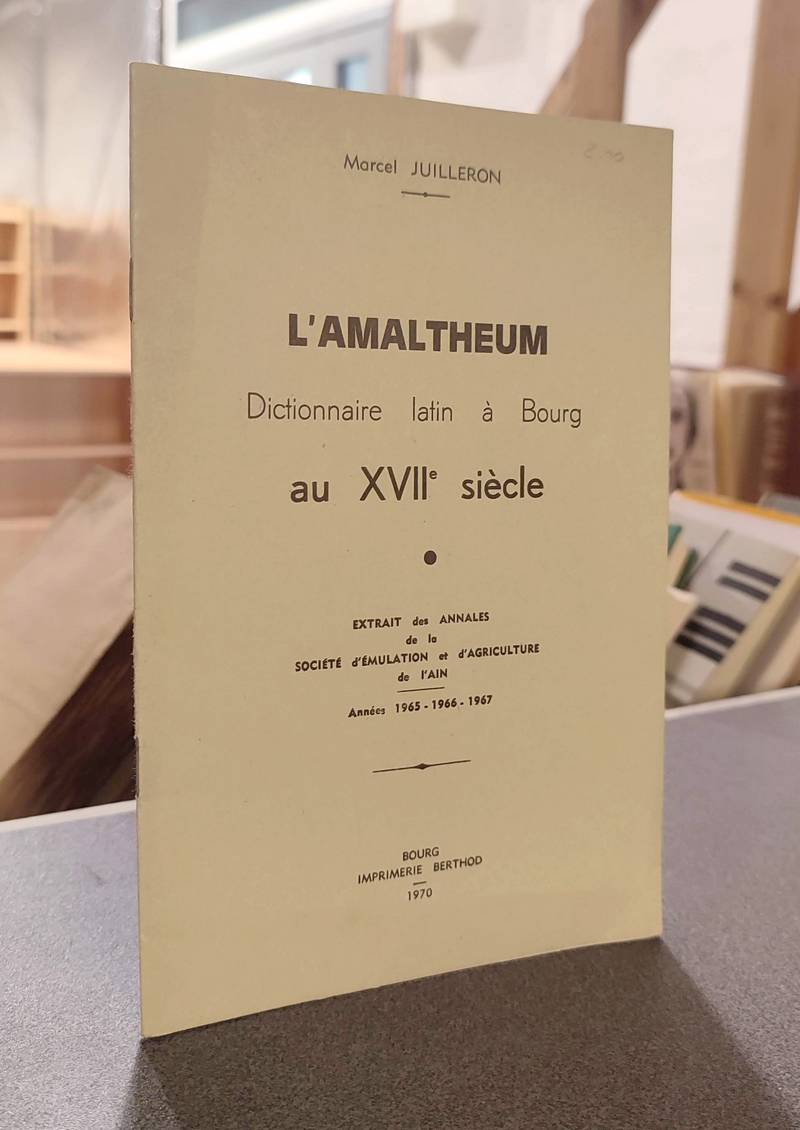 Marcel JUILLERON
L'AMALTHEUM
Dictionnaire latin à Bourg
au XVIIe siècle
EXTRAIT des ANNALES
de la
SOCIÉTÉ d'ÉMULATION et d'AGRICULTURE
de l'AIN
Années 1965 - 1966 - 1967
BOURG
IMPRIMERIE BERTHOD
1970